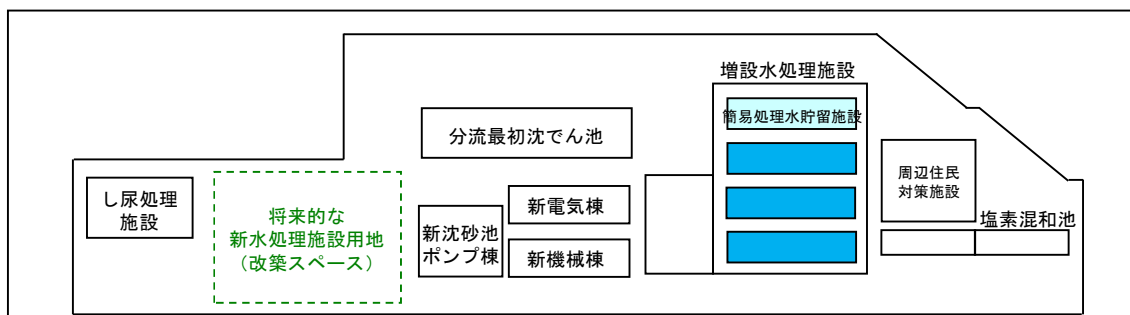 増設水処理施設
簡易処理水貯留施設
分流最初沈でん池
周辺住民
対策施設
し尿処理
施設
将来的な
新水処理施設用地
(改築スペース)
新沈砂池
ポンプ棟
新電気棟
新機械棟
塩素混和池